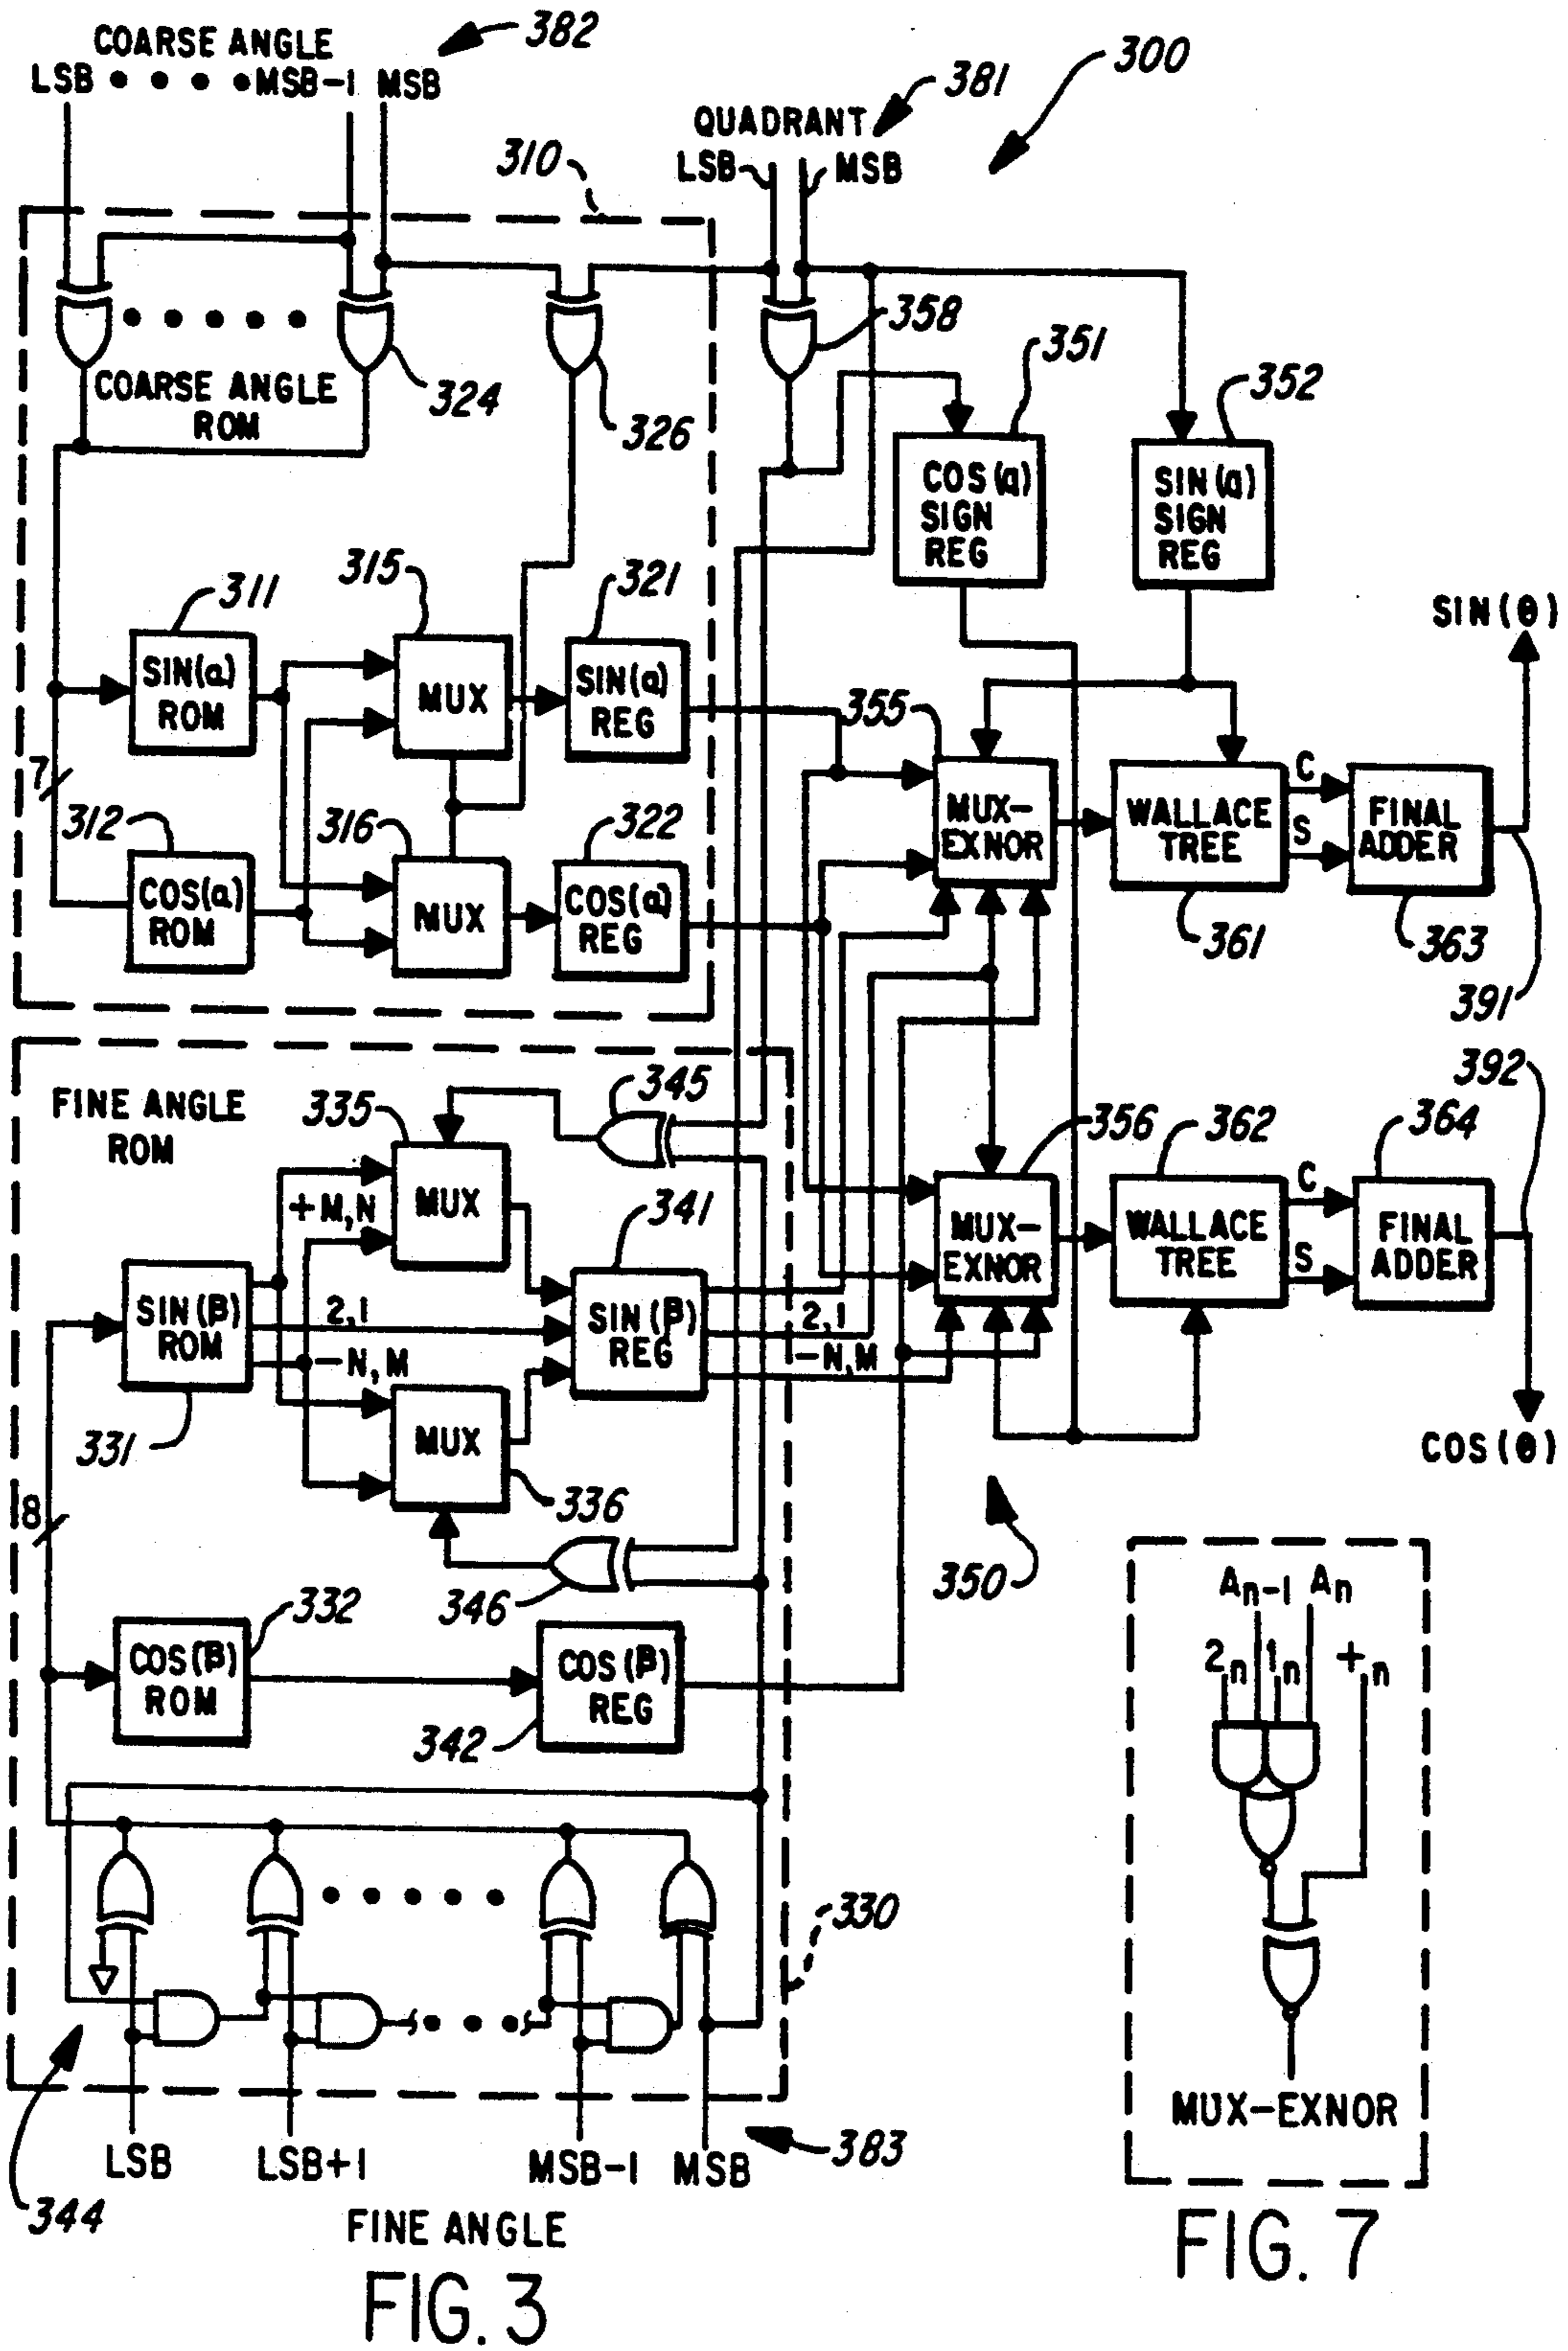 COARSE ANGLE
382
LSB • • • • MSB-1 MSB
300
381
QUADRANT
LSB MSB
310
358
351
352
COARSE ANGLE
ROM
324
326
COS(a)
SIGN
REG
SIN(a)
SIGN
REG
311
315
321
SIN(θ)
SIN(a)
ROM
MUX
SIN(a)
REG
355
7
312
316
322
MUX-
EXNOR
WALLACE
TREE
C
S
FINAL
ADDER
COS(a)
ROM
MUX
COS(a)
REG
361
363
391
FINE ANGLE
ROM
335
345
392
356
362
364
MUX
+M,N
341
SIN(B)
ROM
2,1
-N,M
SIN(B)
REG
2,1
-N,M
MUX-
EXNOR
WALLACE
TREE
C
S
FINAL
ADDER
331
MUX
336
COS(θ)
8
346
350
332
COS(B)
ROM
COS(B)
REG
342
An-1 An
2n 1n +n
330
344
LSB LSB+1 MSB-1 MSB
383
FINE ANGLE
FIG. 3
MUX-EXNOR
FIG. 7